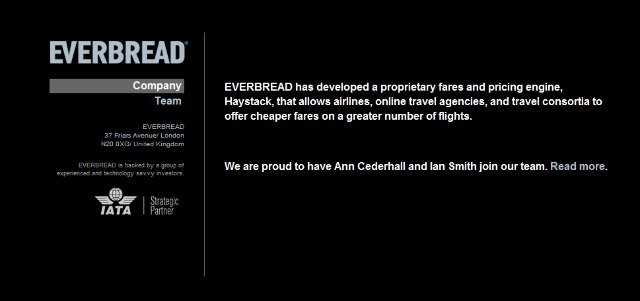 EVERBREAD®
Company
Team
EVERBREAD
37 Friars Avenue/ London
N20 0XG/ United Kingdom
EVERBREAD is backed by a group of
experienced and technology savvy investors.
IATA
Strategic
Partner
EVERBREAD has developed a proprietary fares and pricing engine,
Haystack, that allows airlines, online travel agencies, and travel consortia to
offer cheaper fares on a greater number of flights.
We are proud to have Ann Cederhall and Ian Smith join our team. Read more.